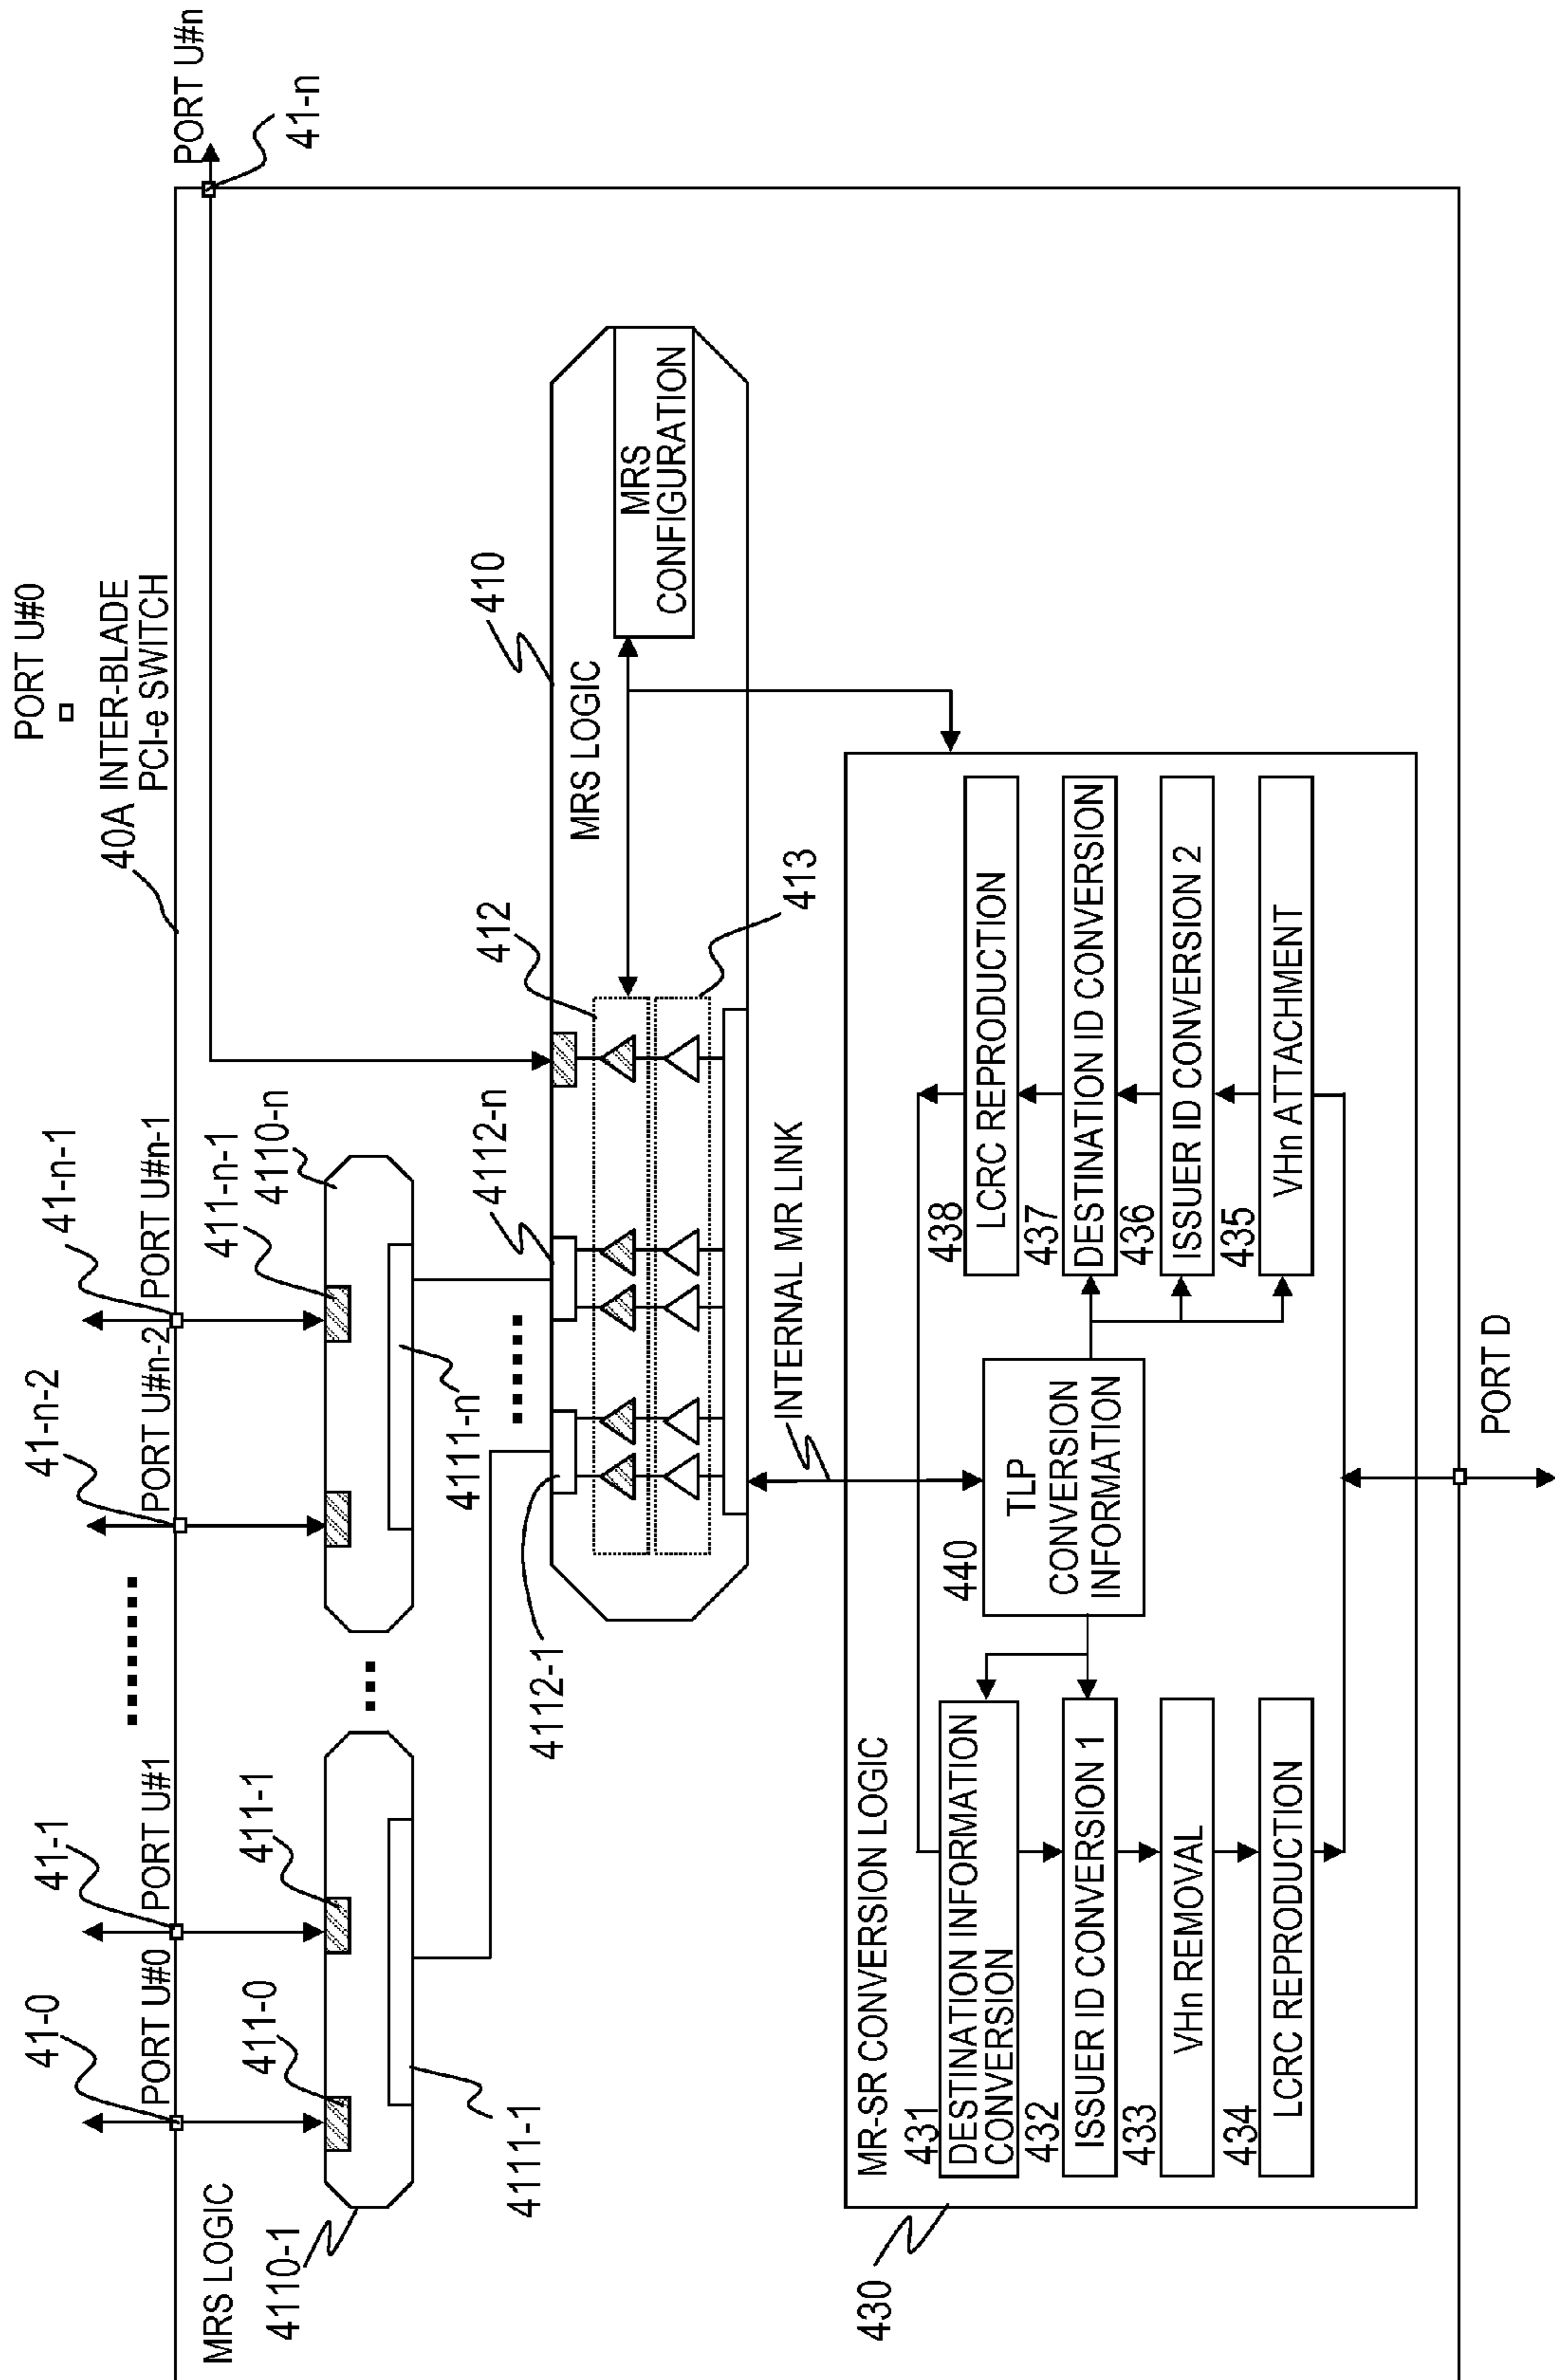 PORT U#0
40A INTER-BLADE
PCI-e SWITCH
PORT U#n
41-n
41-0
PORT U#0
41-1
PORT U#1
41-n-2
PORT U#n-2
41-n-1
PORT U#n-1
MRS LOGIC
4110-1
411-0
411-1
4111-1
411-n-1
4110-n
4111-n
4112-1
4112-n
412
413
410
MRS LOGIC
MRS
CONFIGURATION
INTERNAL MR LINK
430
MR-SR CONVERSION LOGIC
431
DESTINATION INFORMATION
CONVERSION
432
ISSUER ID CONVERSION 1
433
VHn REMOVAL
434
LCRC REPRODUCTION
440
TLP
CONVERSION
INFORMATION
438
LCRC REPRODUCTION
437
DESTINATION ID CONVERSION
436
ISSUER ID CONVERSION 2
435
VHn ATTACHMENT
PORT D